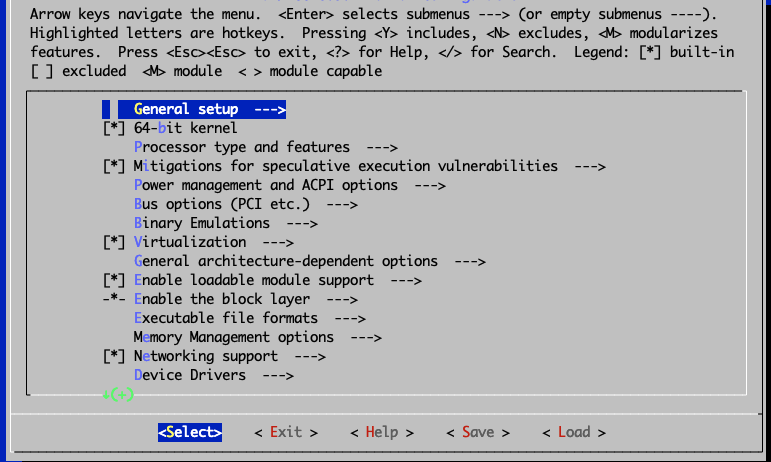 Arrow keys navigate the menu.  <Enter> selects submenus ---> (or empty submenus ----).
Highlighted letters are hotkeys.  Pressing <Y> includes, <N> excludes, <M> modularizes
features.  Press <Esc><Esc> to exit, <?> for Help, </> for Search.  Legend: [*] built-in
[ ] excluded  <M> module  < > module capable
General setup  --->
[*] 64-bit kernel
Processor type and features  --->
[*] Mitigations for speculative execution vulnerabilities  --->
Power management and ACPI options  --->
Bus options (PCI etc.)  --->
Binary Emulations  --->
[*] Virtualization  --->
General architecture-dependent options  --->
[*] Enable loadable module support  --->
-*- Enable the block layer  --->
Executable file formats  --->
Memory Management options  --->
[*] Networking support  --->
Device Drivers  --->
↓(+)
<Select>    < Exit >    < Help >    < Save >    < Load >